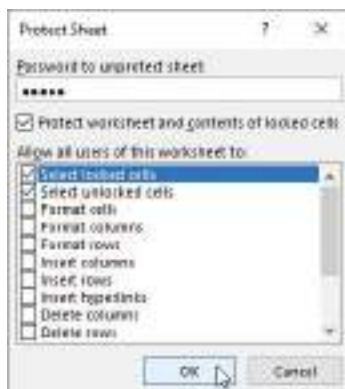 Protect Sheet ? ×
Password to unprotect sheet:
•••••
Protect worksheet and contents of locked cells
Allow all users of this worksheet to:
Select locked cells
Select unlocked cells
Format cells
Format columns
Format rows
Insert columns
Insert rows
Insert hyperlinks
Delete columns
Delete rows
OK Cancel